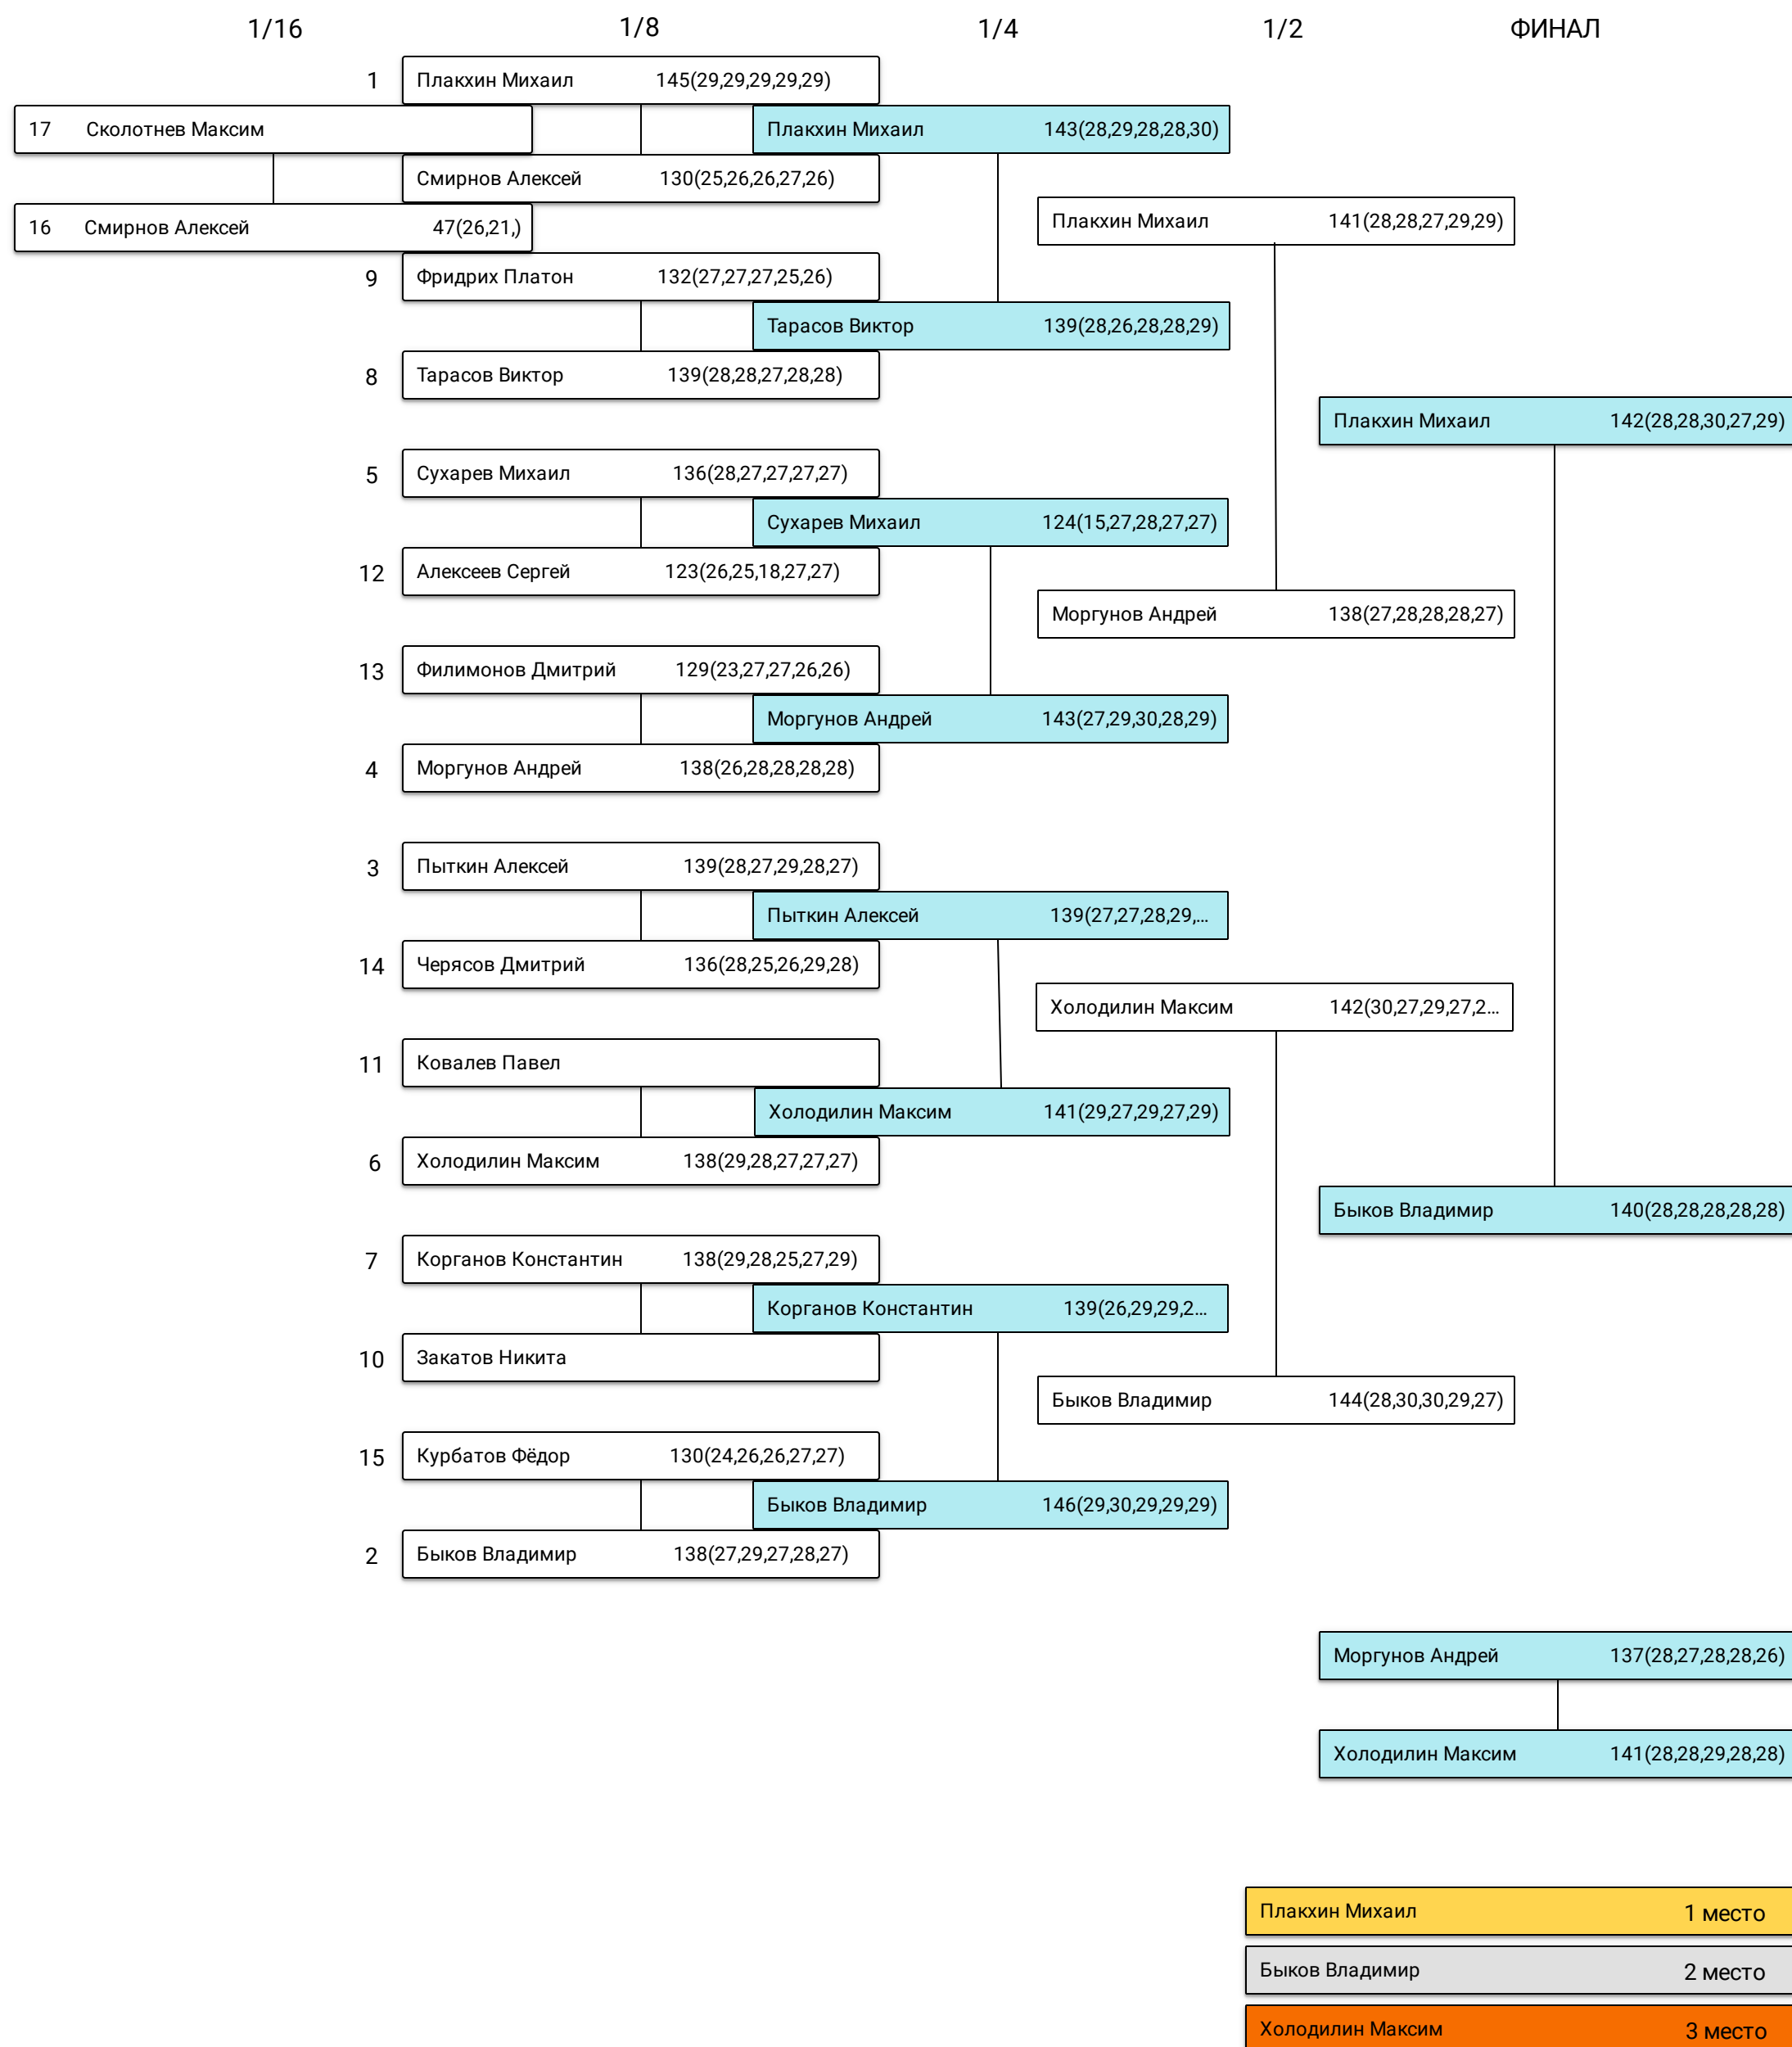 1/16 1/8 1/4 1/2 ФИНАЛ
1 Плакхин Михаил 145(29,29,29,29,29)
17 Сколотнев Максим Плакхин Михаил 143(28,29,28,28,30)
Смирнов Алексей 130(25,26,26,27,26)
Плакхин Михаил 141(28,28,27,29,29)
16 Смирнов Алексей 47(26,21,)
9 Фридрих Платон 132(27,27,27,25,26)
Тарасов Виктор 139(28,26,28,28,29)
8 Тарасов Виктор 139(28,28,27,28,28)
Плакхин Михаил 142(28,28,30,27,29)
5 Сухарев Михаил 136(28,27,27,27,27)
Сухарев Михаил 124(15,27,28,27,27)
12 Алексеев Сергей 123(26,25,18,27,27)
Моргунов Андрей 138(27,28,28,28,27)
13 Филимонов Дмитрий 129(23,27,27,26,26)
Моргунов Андрей 143(27,29,30,28,29)
4 Моргунов Андрей 138(26,28,28,28,28)
3 Пыткин Алексей 139(28,27,29,28,27)
Пыткин Алексей 139(27,27,28,29,...
14 Черясов Дмитрий 136(28,25,26,29,28)
Холодилин Максим 142(30,27,29,27,2...
11 Ковалев Павел
Холодилин Максим 141(29,27,29,27,29)
6 Холодилин Максим 138(29,28,27,27,27)
Быков Владимир 140(28,28,28,28,28)
7 Корганов Константин 138(29,28,25,27,29)
Корганов Константин 139(26,29,29,2...
10 Закатов Никита
Быков Владимир 144(28,30,30,29,27)
15 Курбатов Фёдор 130(24,26,26,27,27)
Быков Владимир 146(29,30,29,29,29)
2 Быков Владимир 138(27,29,27,28,27)
Моргунов Андрей 137(28,27,28,28,26)
Холодилин Максим 141(28,28,29,28,28)
Плакхин Михаил 1 место
Быков Владимир 2 место
Холодилин Максим 3 место